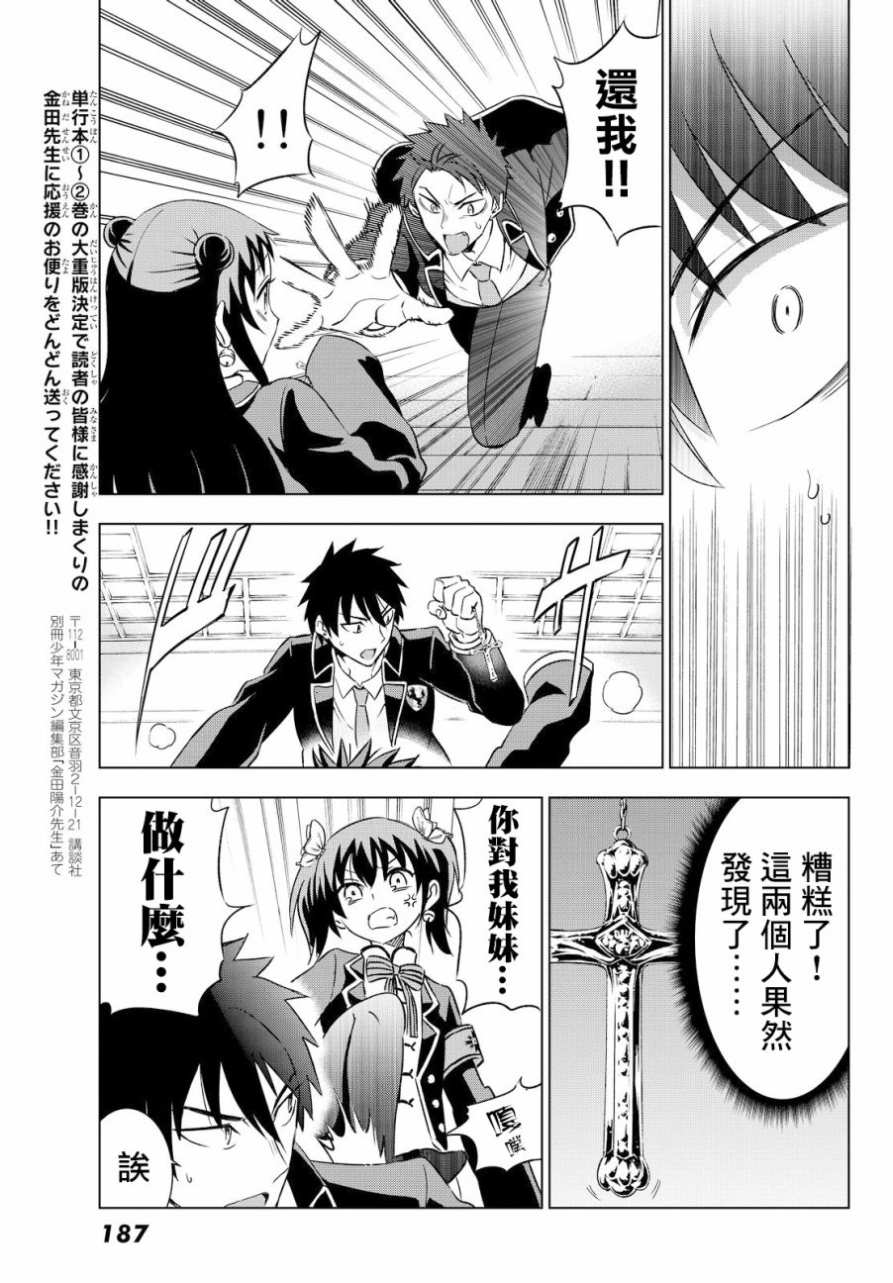 還我!!
!!
糟糕了!
這兩個人果然
發現了……
你對我妹妹…
做什麼…
嘎嘰
誒
単行本①~②巻の大重版決定で読者の皆様に感謝しまくりの
金田先生に応援のお便りをどんどん送ってください!!
〒112-8001 東京都文京区音羽2-12-21 講談社
別冊少年マガジン編集部「金田陽介先生」あて
187